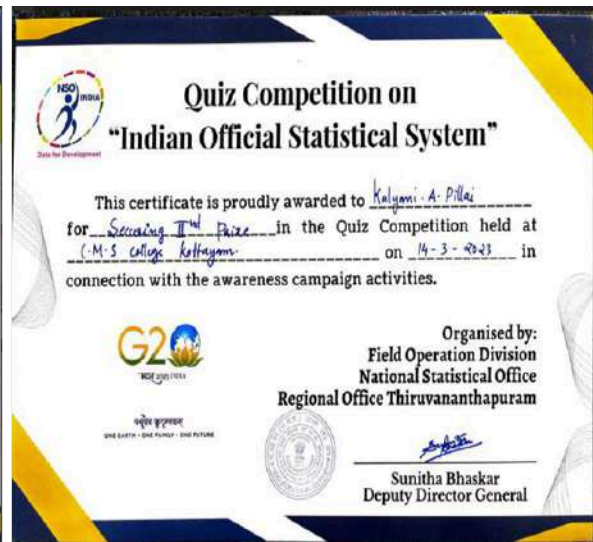 NSO
INDIA
Data for Development
Quiz Competition on
"Indian Official Statistical System"
This certificate is proudly awarded to Kalyani. A. Pillai
for Securing IInd Prize in the Quiz Competition held at
C.M.S college Kottayam on 14-3-2023 in
connection with the awareness campaign activities.
G20
भारत 2023 INDIA
वसुधैव कुटुम्बकम्
ONE EARTH • ONE FAMILY • ONE FUTURE
Organised by:
Field Operation Division
National Statistical Office
Regional Office Thiruvananthapuram
Sunitha Bhaskar
Deputy Director General